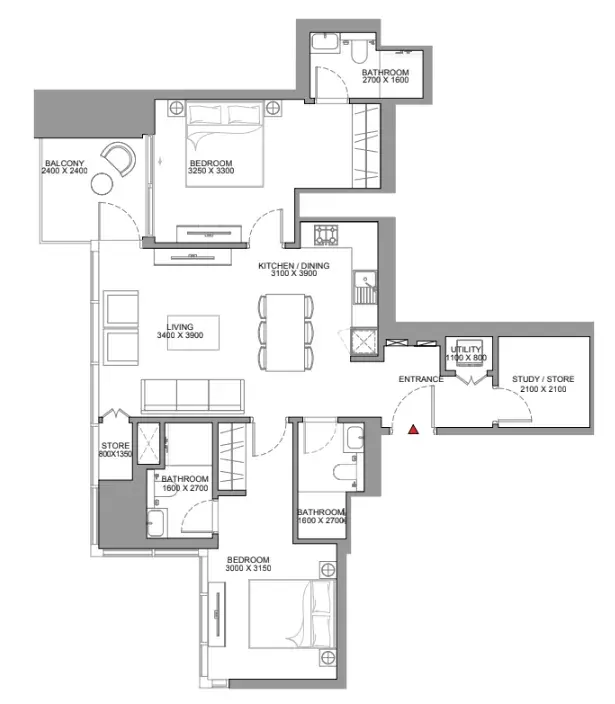 BATHROOM
2700 X 1600
BALCONY
2400 X 2400
BEDROOM
3250 X 3300
KITCHEN / DINING
3100 X 3900
LIVING
3400 X 3900
UTILITY
1100 X 800
ENTRANCE
STUDY / STORE
2100 X 2100
STORE
800X1350
BATHROOM
1600 X 2700
BATHROOM
1600 X 2700
BEDROOM
3000 X 3150